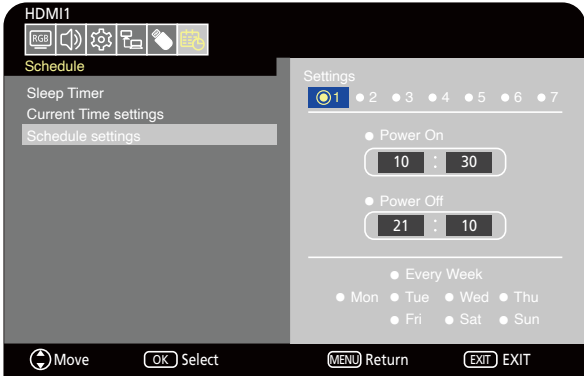 HDMI1
RGB
Schedule
Sleep Timer
Current Time settings
Schedule settings
Settings
1 2 3 4 5 6 7
Power On
10 : 30
Power Off
21 : 10
Every Week
Mon Tue Wed Thu
Fri Sat Sun
Move OK Select MENU Return EXIT EXIT